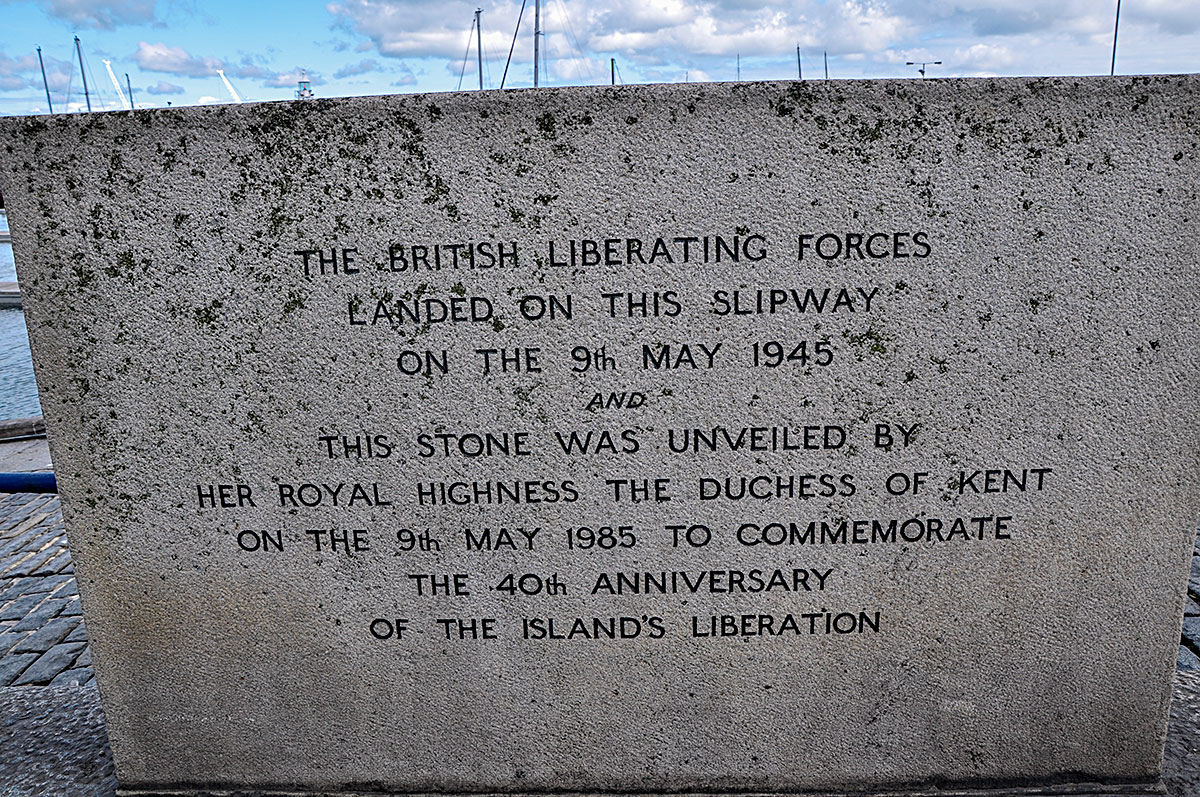 THE BRITISH LIBERATING FORCES
LANDED ON THIS SLIPWAY
ON THE 9th MAY 1945
AND
THIS STONE WAS UNVEILED BY
HER ROYAL HIGHNESS THE DUCHESS OF KENT
ON THE 9th MAY 1985 TO COMMEMORATE
THE 40th ANNIVERSARY
OF THE ISLAND'S LIBERATION